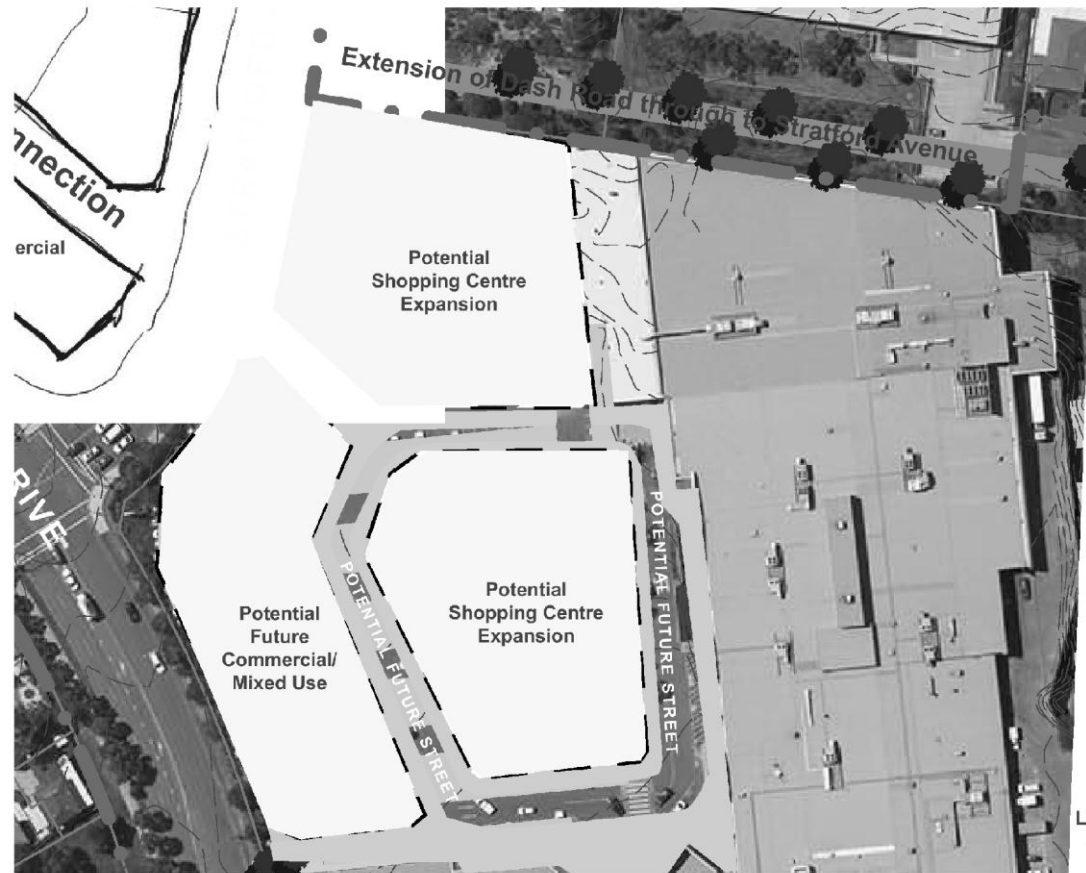 Extension of Dash Road through to Stratford Avenue
nnection
ercial
Potential
Shopping Centre
Expansion
RIVE
POTENTIAL FUTURE STREET
Potential
Shopping Centre
Expansion
POTENTIAL FUTURE STREET
Potential
Future
Commercial/
Mixed Use
L